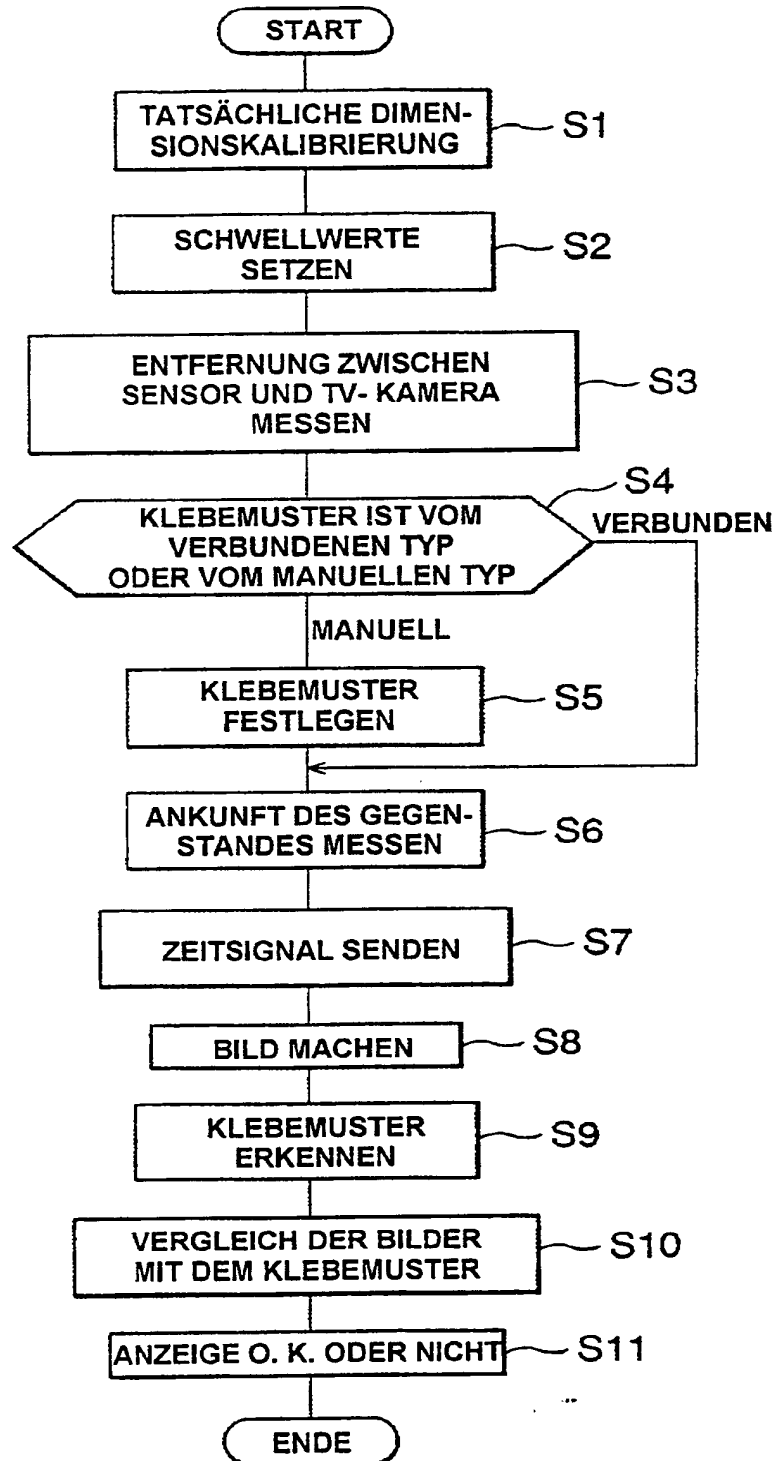 START
TATSÄCHLICHE DIMEN-
SIONSKALIBRIERUNG
S1
SCHWELLWERTE
SETZEN
S2
ENTFERNUNG ZWISCHEN
SENSOR UND TV- KAMERA
MESSEN
S3
S4
KLEBEMUSTER IST VOM
VERBUNDENEN TYP
ODER VOM MANUELLEN TYP
VERBUNDEN
MANUELL
KLEBEMUSTER
FESTLEGEN
S5
ANKUNFT DES GEGEN-
STANDES MESSEN
S6
ZEITSIGNAL SENDEN
S7
BILD MACHEN
S8
KLEBEMUSTER
ERKENNEN
S9
VERGLEICH DER BILDER
MIT DEM KLEBEMUSTER
S10
ANZEIGE O. K. ODER NICHT
S11
ENDE